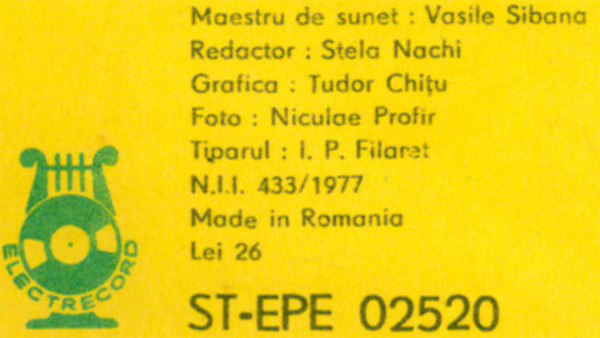 Maestru de sunet : Vasile Sibana
Redactor : Stela Nachi
Grafica : Tudor Chițu
Foto : Niculae Profir
Tiparul : I. P. Filaret
N.I.I. 433/1977
Made in Romania
Lei 26
ELECTRECORD
ST-EPE 02520